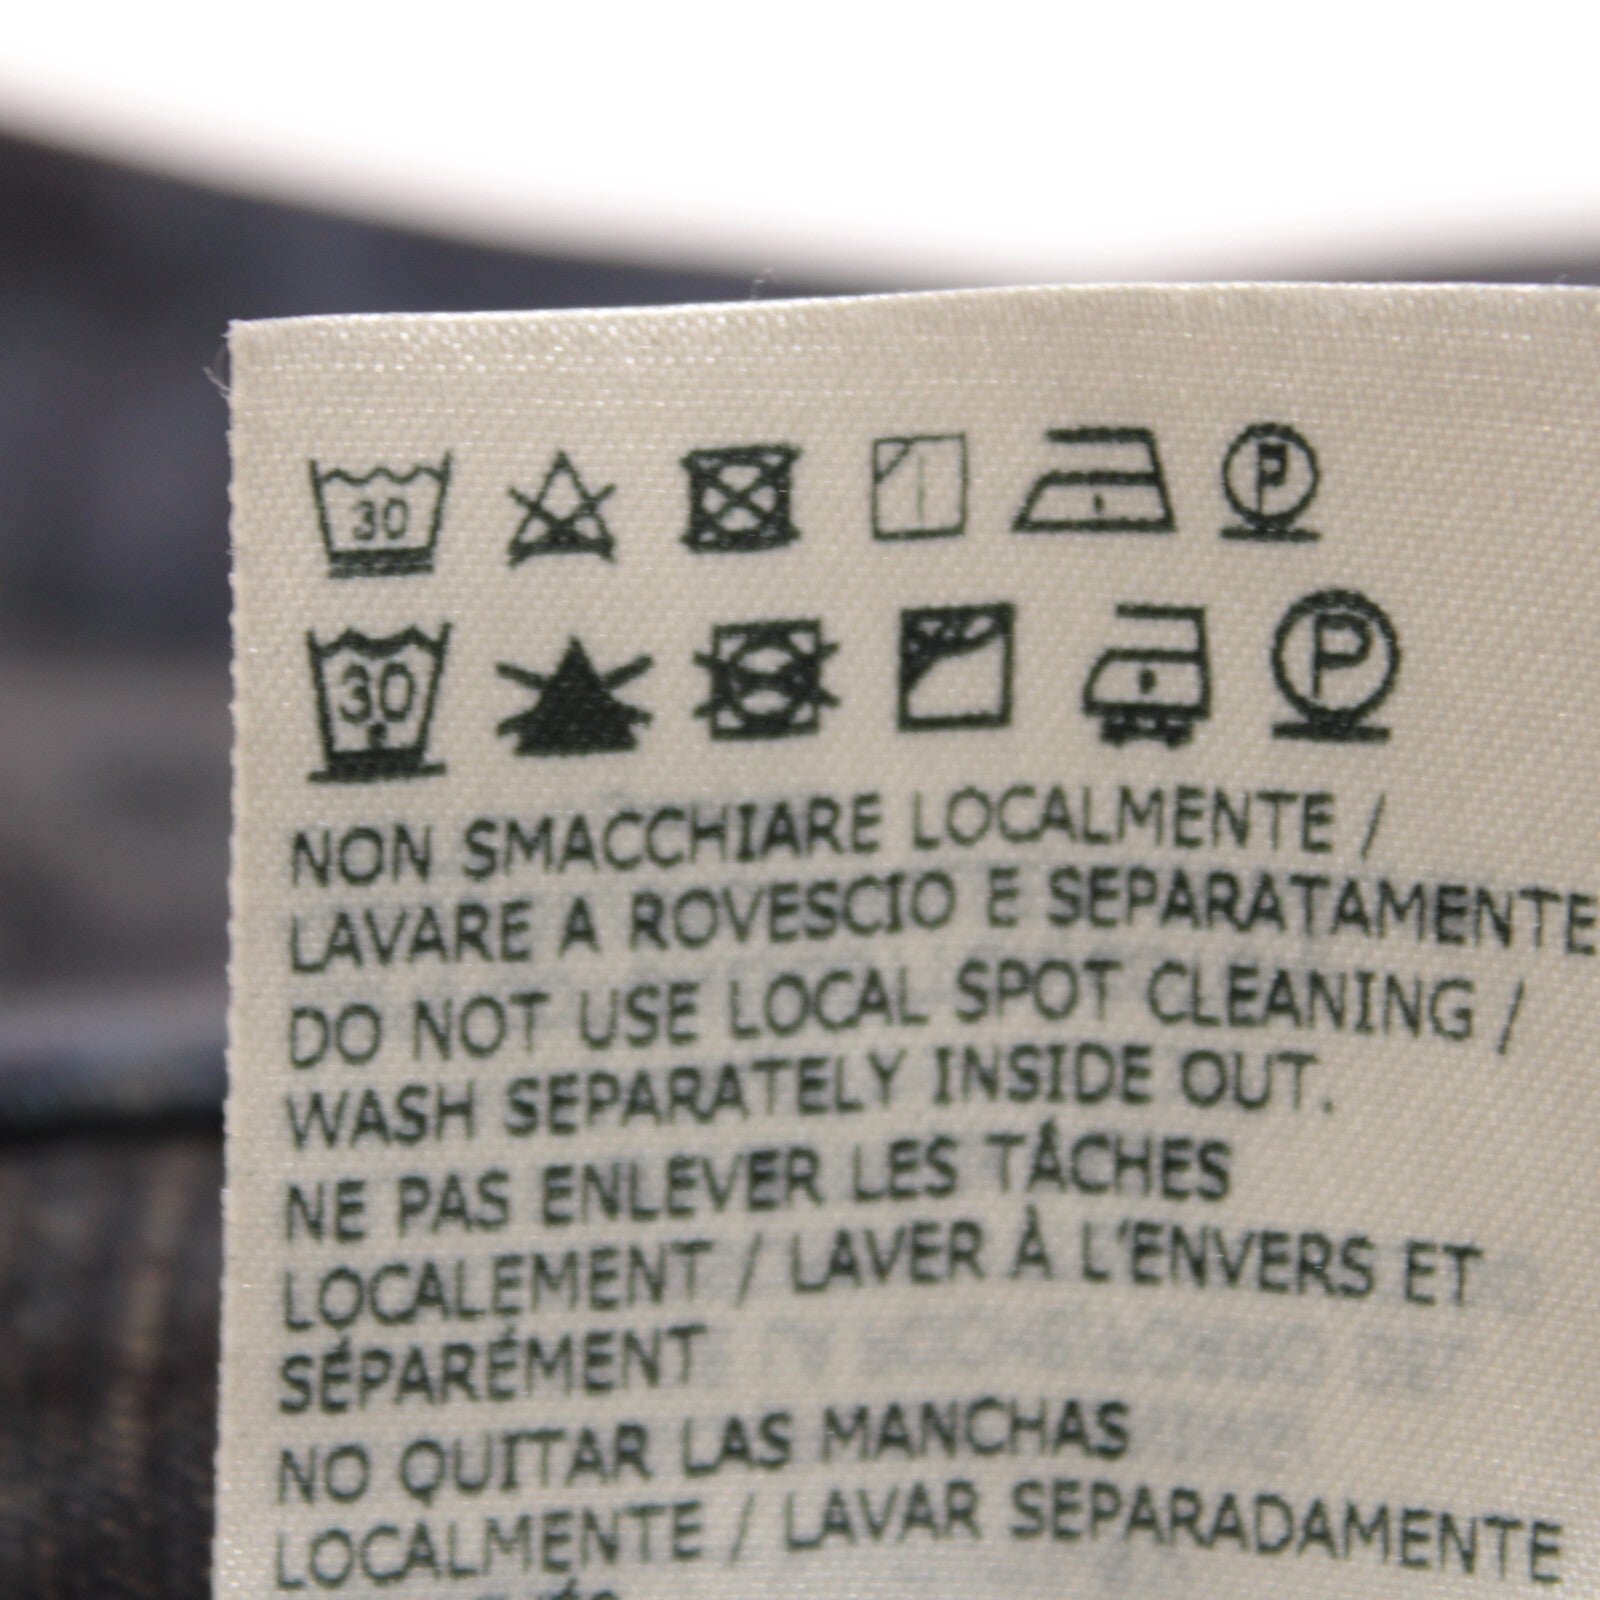 30 P
30 P
NON SMACCHIARE LOCALMENTE /
LAVARE A ROVESCIO E SEPARATAMENTE
DO NOT USE LOCAL SPOT CLEANING /
WASH SEPARATELY INSIDE OUT.
NE PAS ENLEVER LES TÂCHES
LOCALEMENT / LAVER À L'ENVERS ET
SÉPARÉMENT
NO QUITTAR LAS MANCHAS
LOCALMENTE / LAVAR SEPARADAMENTE